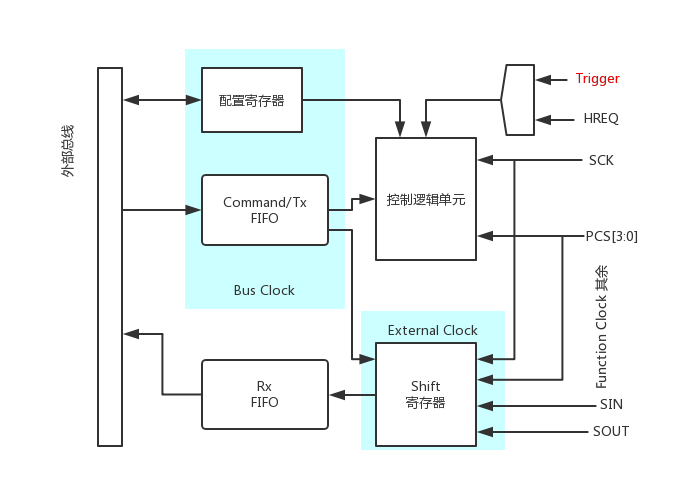 外部总线
配置寄存器
Command/Tx
FIFO
Bus Clock
Rx
FIFO
控制逻辑单元
External Clock
Shift
寄存器
Trigger
HREQ
SCK
PCS[3:0]
Function Clock 其余
SIN
SOUT